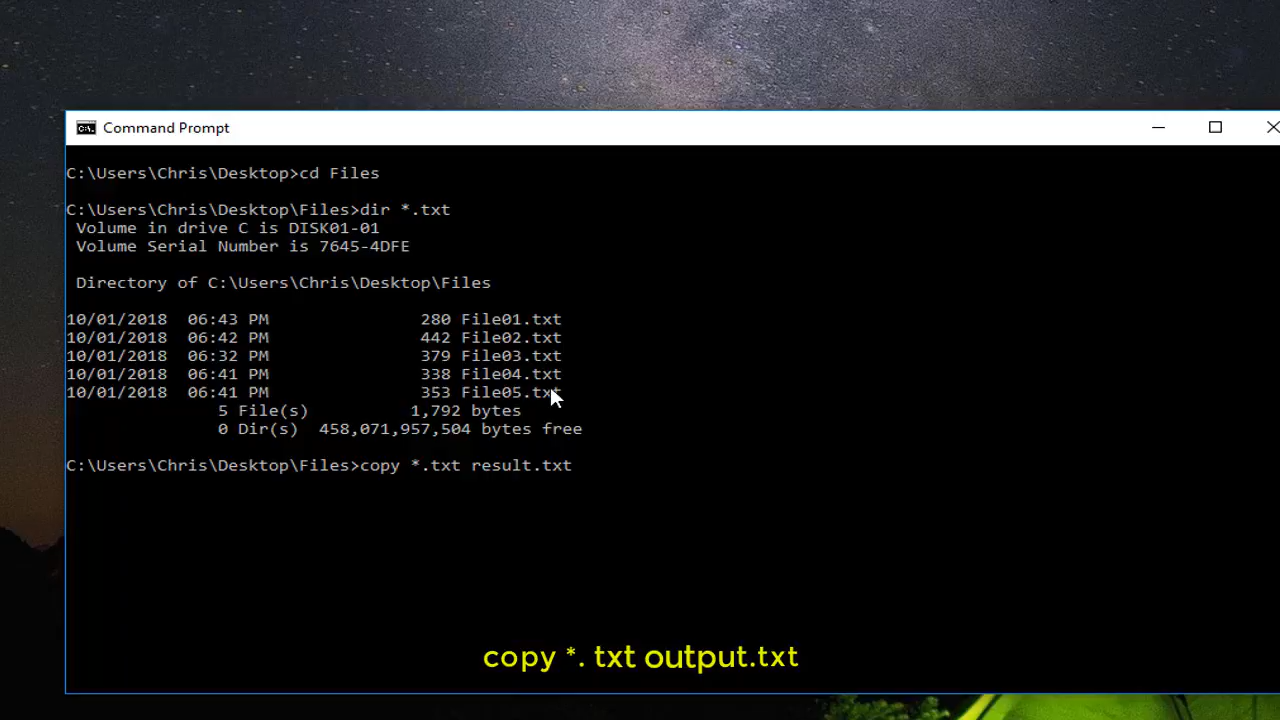 Command Prompt
C:\Users\Chris\Desktop>cd Files
C:\Users\Chris\Desktop\Files>dir *.txt
Volume in drive C is DISK01-01
Volume Serial Number is 7645-4DFE
Directory of C:\Users\Chris\Desktop\Files
10/01/2018  06:43 PM               280 File01.txt
10/01/2018  06:42 PM               442 File02.txt
10/01/2018  06:32 PM               379 File03.txt
10/01/2018  06:41 PM               338 File04.txt
10/01/2018  06:41 PM               353 File05.txt
5 File(s)          1,792 bytes
0 Dir(s)  458,071,957,504 bytes free
C:\Users\Chris\Desktop\Files>copy *.txt result.txt
copy *. txt output.txt